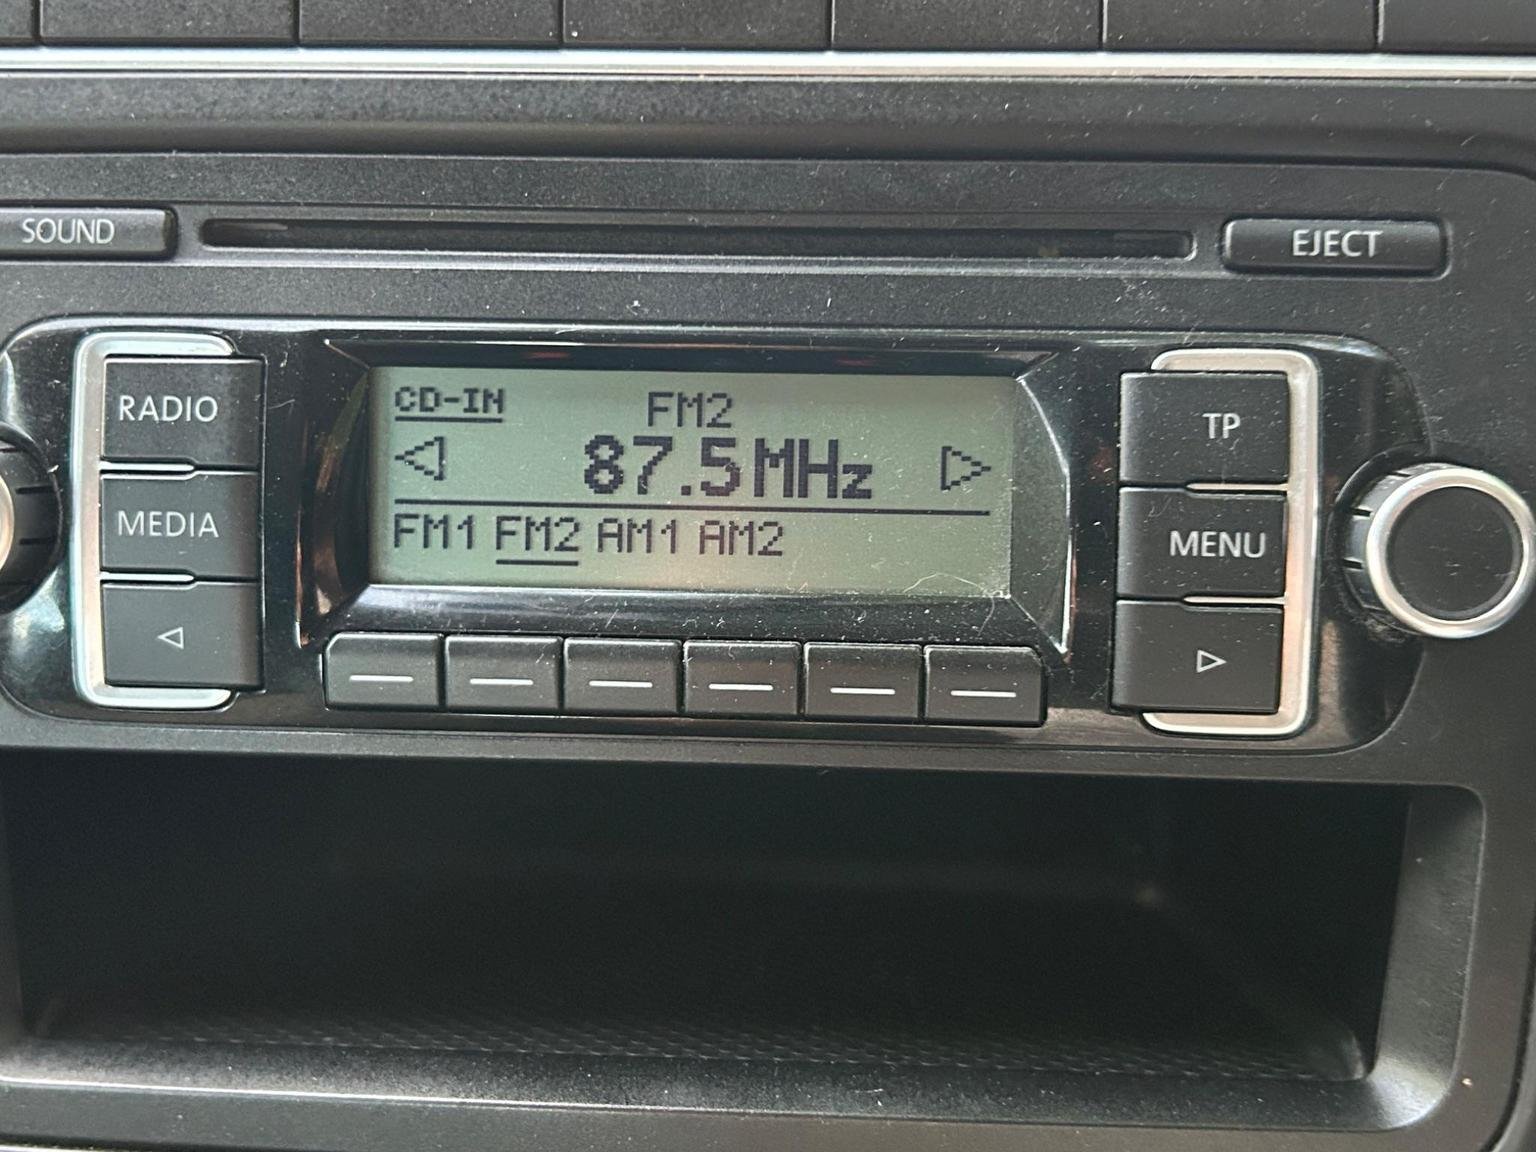 SOUND
EJECT
RADIO
MEDIA
CD-IN
FM2
87.5MHz
FM1 FM2 AM1 AM2
TP
MENU